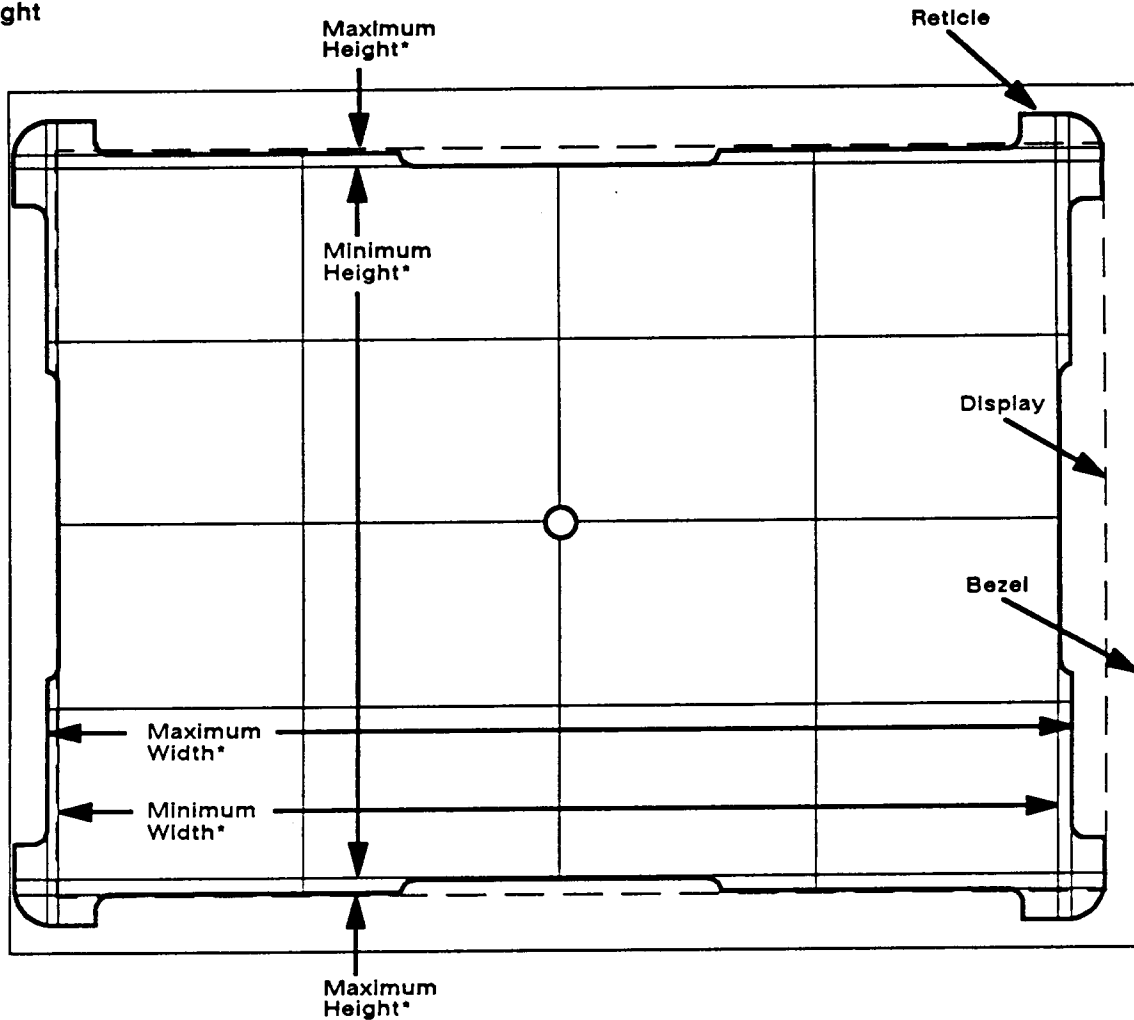 ght
Reticle
Maximum
Height*
Minimum
Height*
Display
Bezel
Maximum
Width*
Minimum
Width*
Maximum
Height*